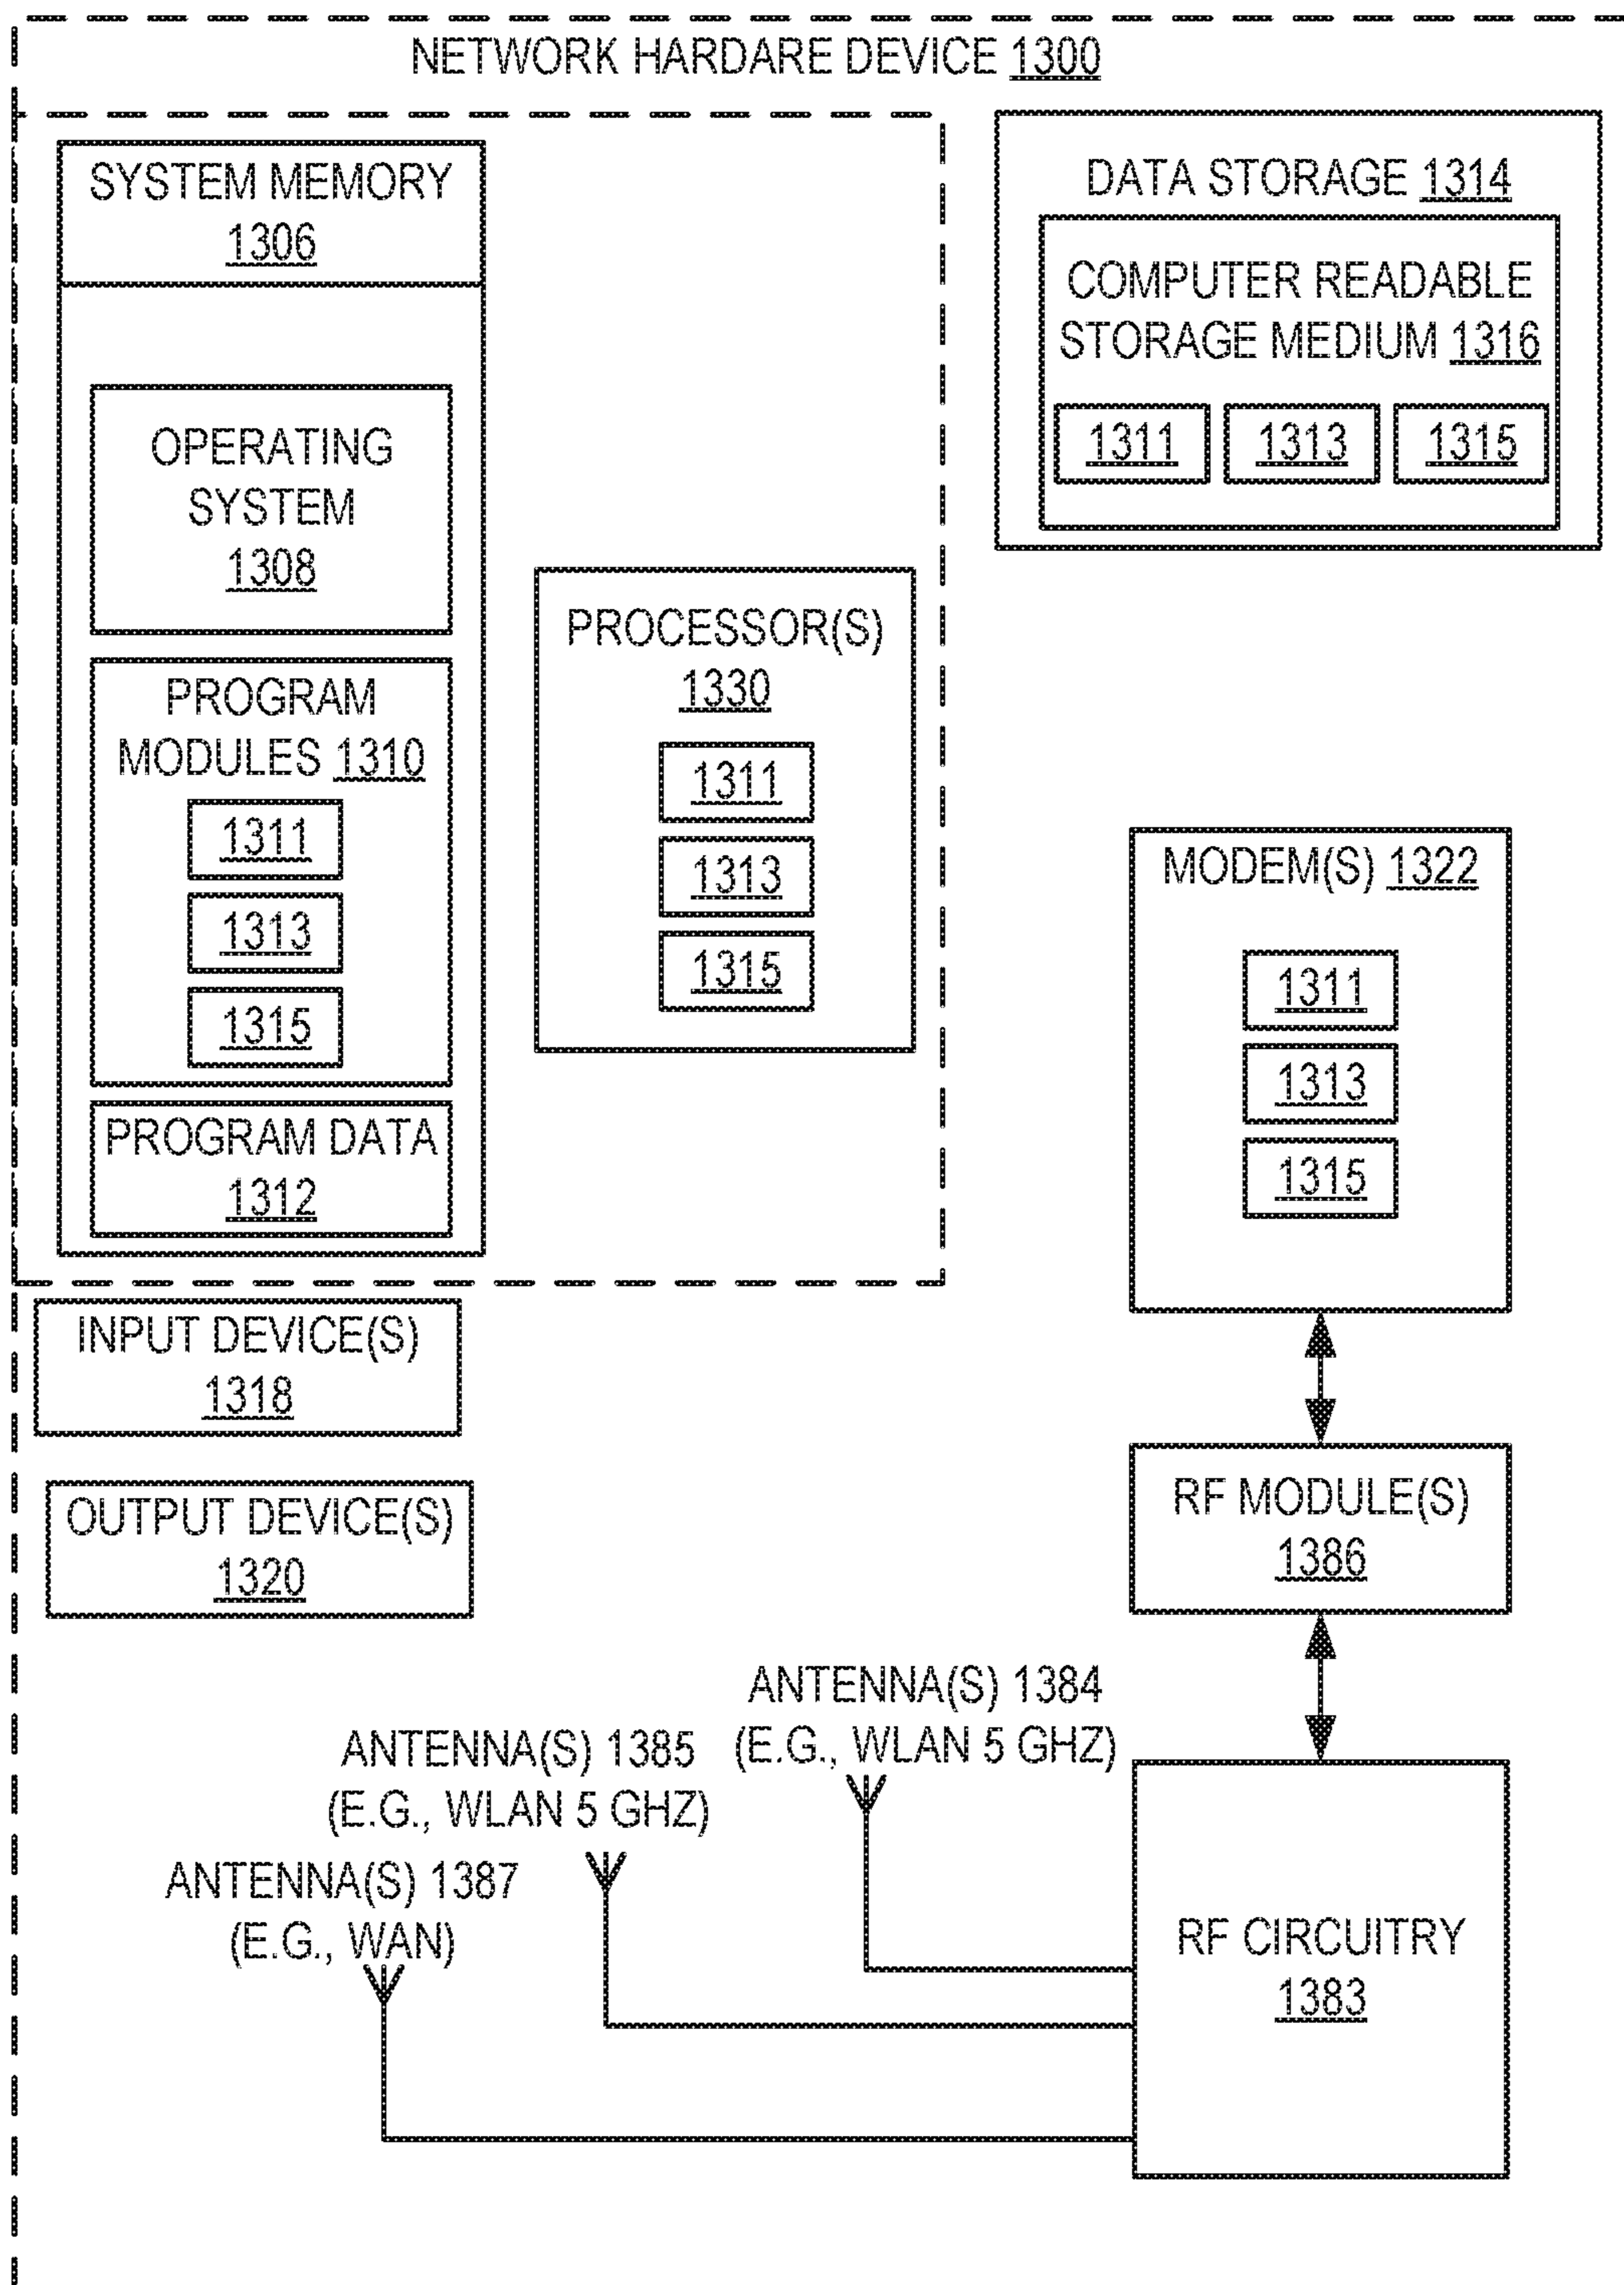 NETWORK HARDARE DEVICE 1300
SYSTEM MEMORY
1306
OPERATING
SYSTEM
1308
PROGRAM
MODULES 1310
1311
1313
1315
PROGRAM DATA
1312
PROCESSOR(S)
1330
1311
1313
1315
DATA STORAGE 1314
COMPUTER READABLE
STORAGE MEDIUM 1316
1311 1313 1315
MODEM(S) 1322
1311
1313
1315
INPUT DEVICE(S)
1318
OUTPUT DEVICE(S)
1320
RF MODULE(S)
1386
ANTENNA(S) 1384
(E.G., WLAN 5 GHZ)
ANTENNA(S) 1385
(E.G., WLAN 5 GHZ)
ANTENNA(S) 1387
(E.G., WAN)
RF CIRCUITRY
1383